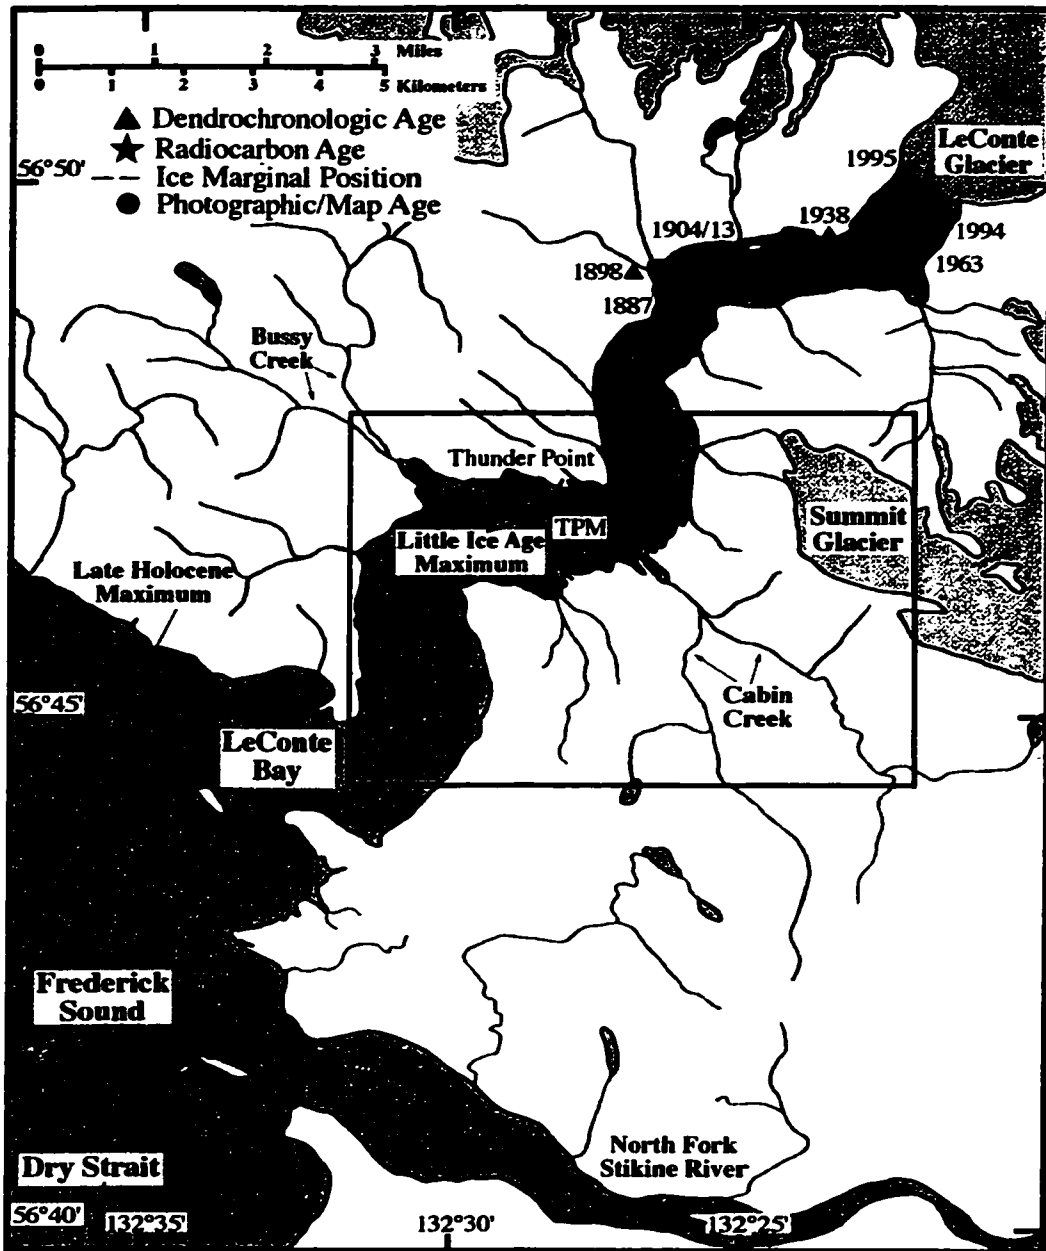 0 1 2 3 Miles
0 1 2 3 4 5 Kilometers
Dendrochronologic Age
Radiocarbon Age
Ice Marginal Position
Photographic/Map Age
56°50'
LeConte
Glacier
1995
1938
1904/13
1994
1898
1963
1887
Bussy
Creek
Thunder Point
TPM
Summit
Glacier
Little Ice Age
Maximum
Late Holocene
Maximum
56°45'
Cabin
Creek
LeConte
Bay
Frederick
Sound
North Fork
Stikine River
Dry Strait
56°40'
132°35'
132°30'
132°25'